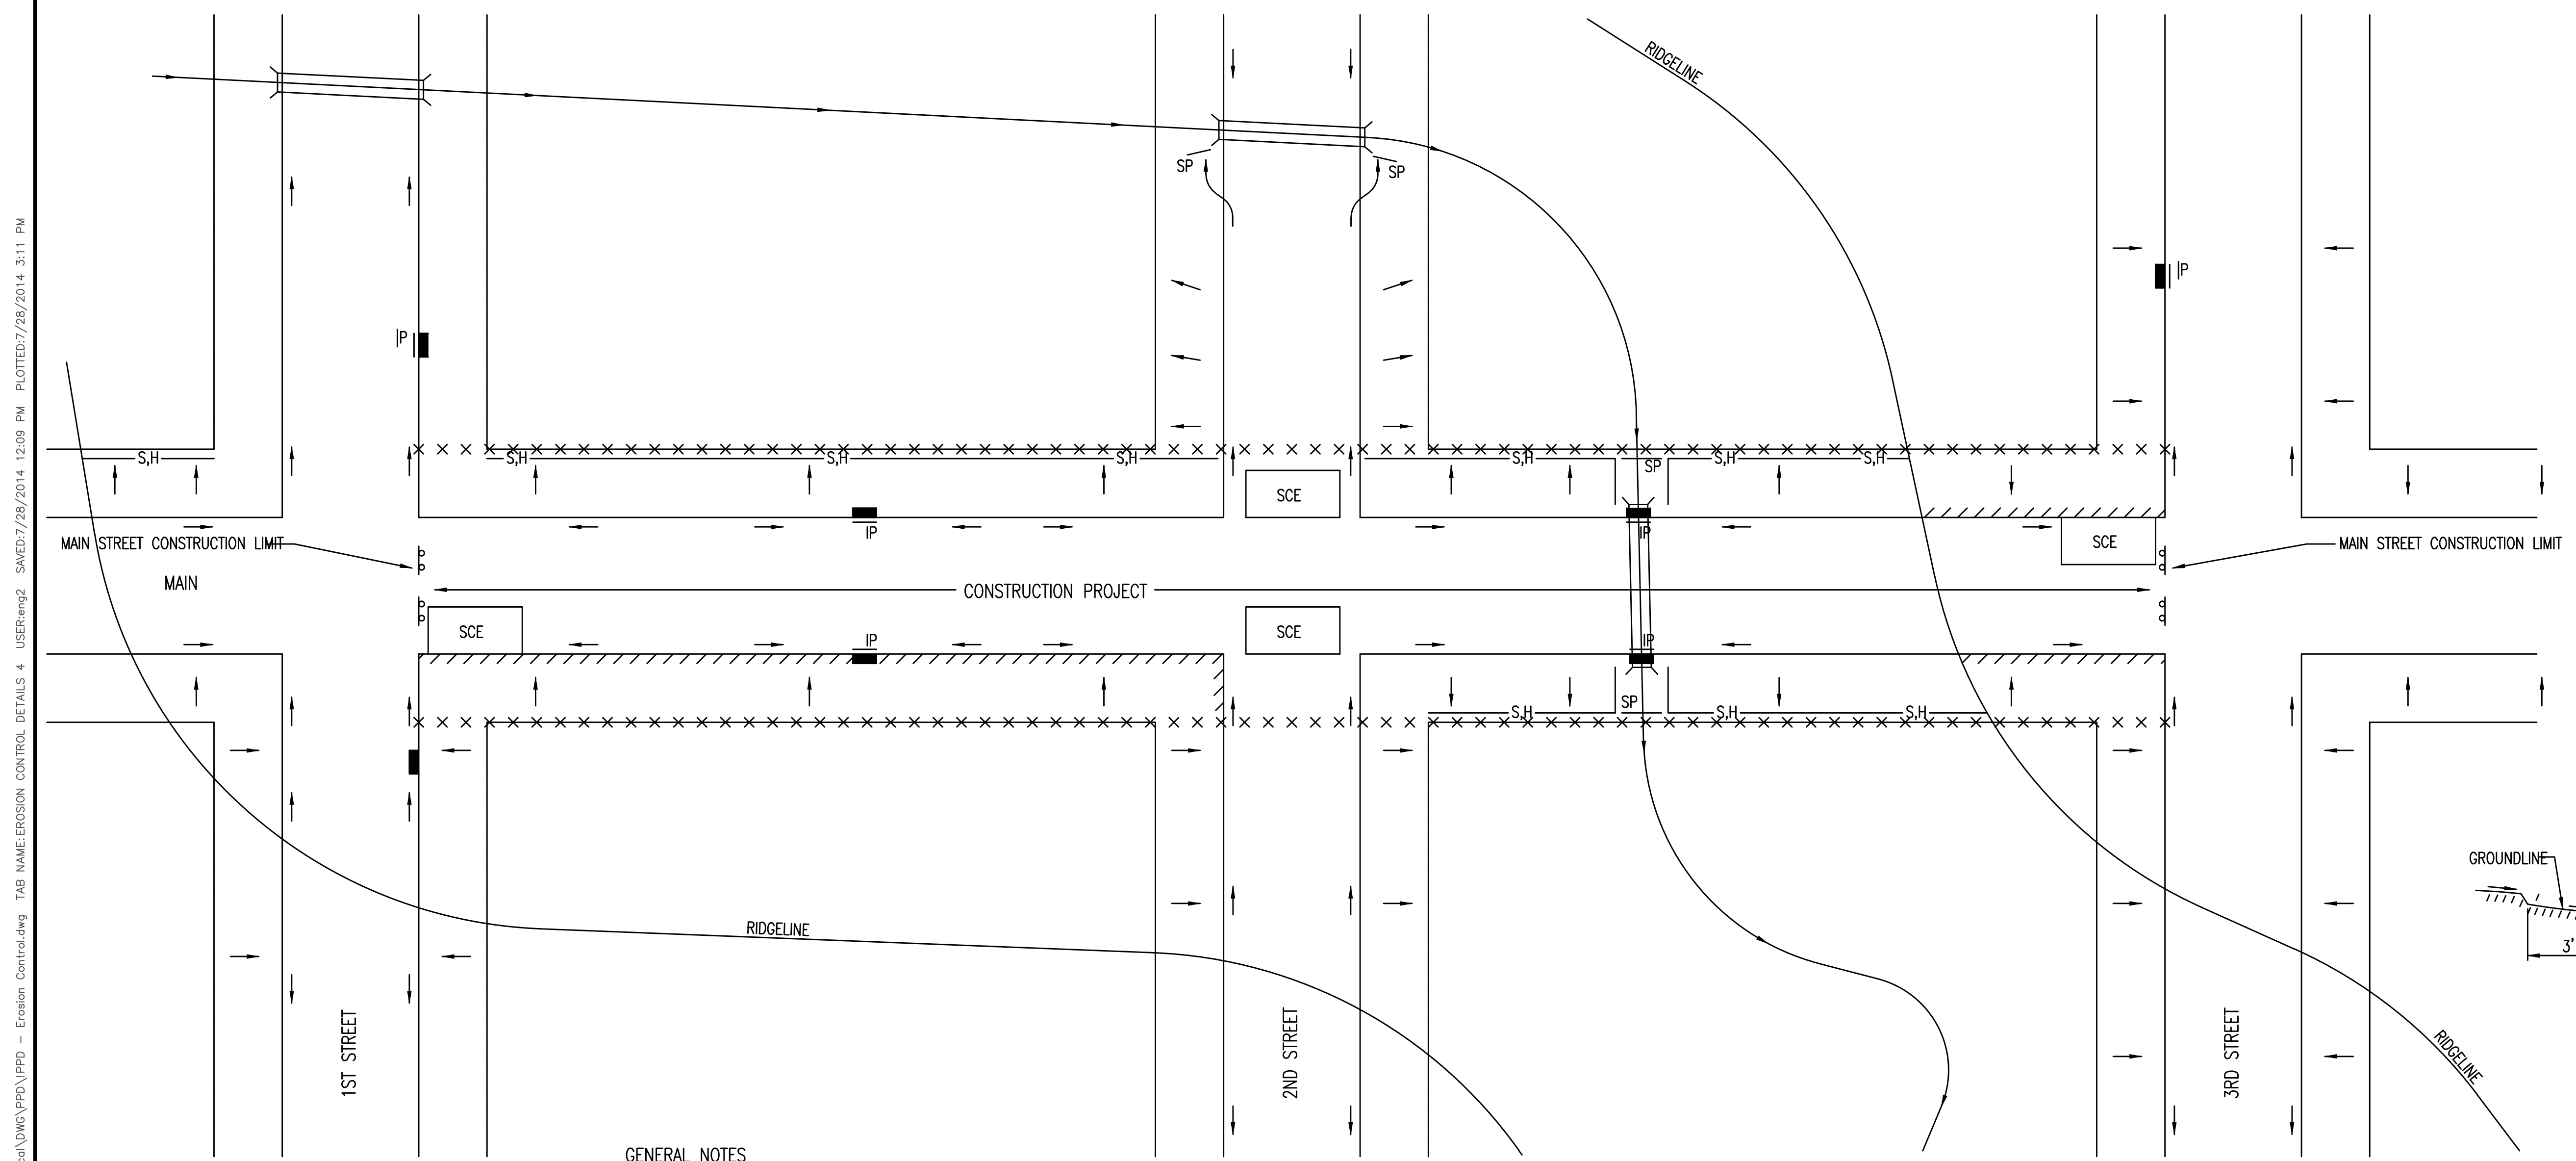 RIDGELINE
SP
SP
IP
IP
S,H
S,H
S,H
S,H
S,H
SP
S,H
S,H
SCE
IP
IP
SCE
MAIN STREET CONSTRUCTION LIMIT
MAIN STREET CONSTRUCTION LIMIT
MAIN
CONSTRUCTION PROJECT
SCE
SCE
IP
IP
SP
S,H
S,H
S,H
GROUNDLINE
3'
RIDGELINE
RIDGELINE
1ST STREET
2ND STREET
3RD STREET
GENERAL NOTES
cal\DWG\PPD\!PPD - Erosion Control.dwg TAB NAME:EROSION CONTROL DETAILS 4 USER:eng2 SAVED:7/28/2014 12:09 PM PLOTTED:7/28/2014 3:11 PM